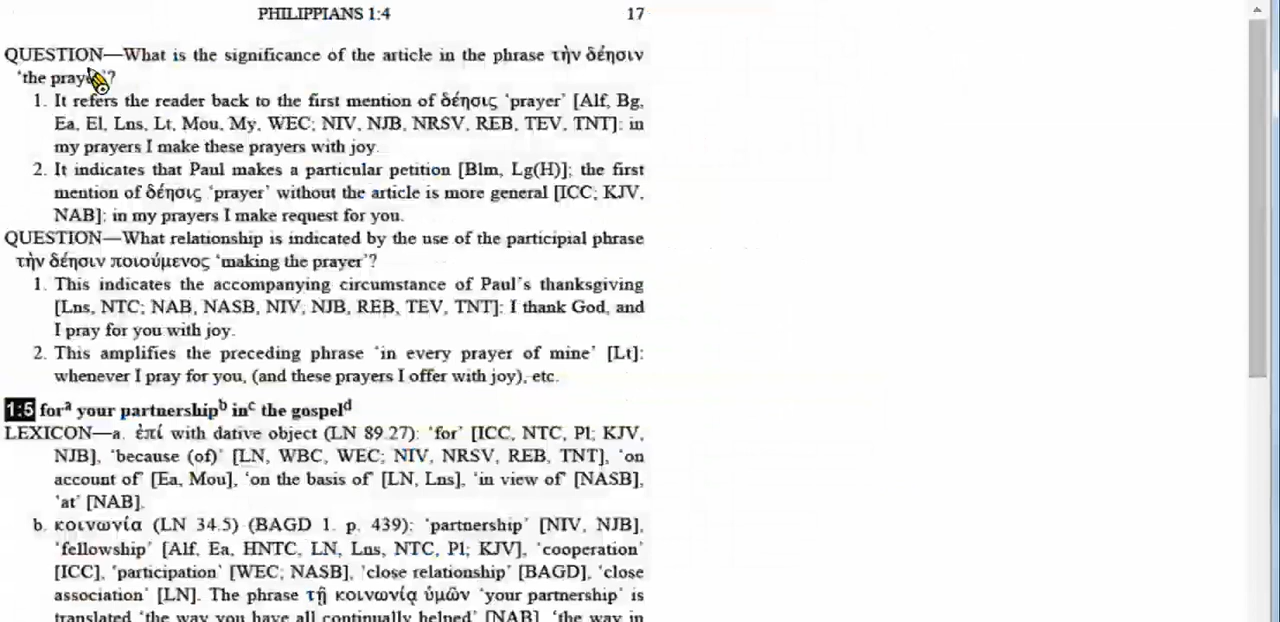 PHILIPPIANS 1:4 17
QUESTION—What is the significance of the article in the phrase τὴν δέησιν
‘the prayer’?
1. It refers the reader back to the first mention of δέησις ‘prayer’ [Alf, Bg,
Ea, El, Lns, Lt, Mou, My, WEC; NIV, NJB, NRSV, REB, TEV, TNT]: in
my prayers I make these prayers with joy.
2. It indicates that Paul makes a particular petition [Blm, Lg(H)]; the first
mention of δέησις ‘prayer’ without the article is more general [ICC; KJV,
NAB]: in my prayers I make request for you.
QUESTION—What relationship is indicated by the use of the participial phrase
τὴν δέησιν ποιούμενος ‘making the prayer’?
1. This indicates the accompanying circumstance of Paul’s thanksgiving
[Lns, NTC; NAB, NASB, NIV, NJB, REB, TEV, TNT]: I thank God, and
I pray for you with joy.
2. This amplifies the preceding phrase ‘in every prayer of mine’ [Lt]:
whenever I pray for you, (and these prayers I offer with joy), etc.
1:5 forᵃ your partnershipᵇ inᶜ the gospelᵈ
LEXICON—a. ἐπί with dative object (LN 89.27): ‘for’ [ICC, NTC, Pl; KJV,
NJB], ‘because (of)’ [LN, WBC, WEC; NIV, NRSV, REB, TNT], ‘on
account of’ [Ea, Mou], ‘on the basis of’ [LN, Lns], ‘in view of’ [NASB],
‘at’ [NAB].
b. κοινωνία (LN 34.5) (BAGD 1. p. 439): ‘partnership’ [NIV, NJB],
‘fellowship’ [Alf, Ea, HNTC, LN, Lns, NTC, Pl; KJV], ‘cooperation’
[ICC], ‘participation’ [WEC; NASB], ‘close relationship’ [BAGD], ‘close
association’ [LN]. The phrase τῇ κοινωνίᾳ ὑμῶν ‘your partnership’ is
translated ‘the way you have all continually helped’ [NAB], ‘the way in